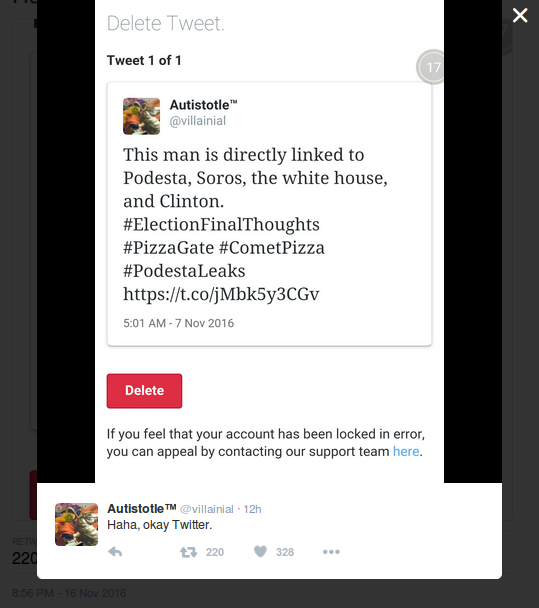 Delete Tweet.
Tweet 1 of 1
17
Autistotle™
@villainial
This man is directly linked to
Podesta, Soros, the white house,
and Clinton.
#ElectionFinalThoughts
#PizzaGate #CometPizza
#PodestaLeaks
https://t.co/jMbk5y3CGv
5:01 AM - 7 Nov 2016
Delete
If you feel that your account has been locked in error,
you can appeal by contacting our support team here.
Autistotle™ @villainial · 12h
Haha, okay Twitter.
220 328
RETW
220
8:56 PM - 16 Nov 2016